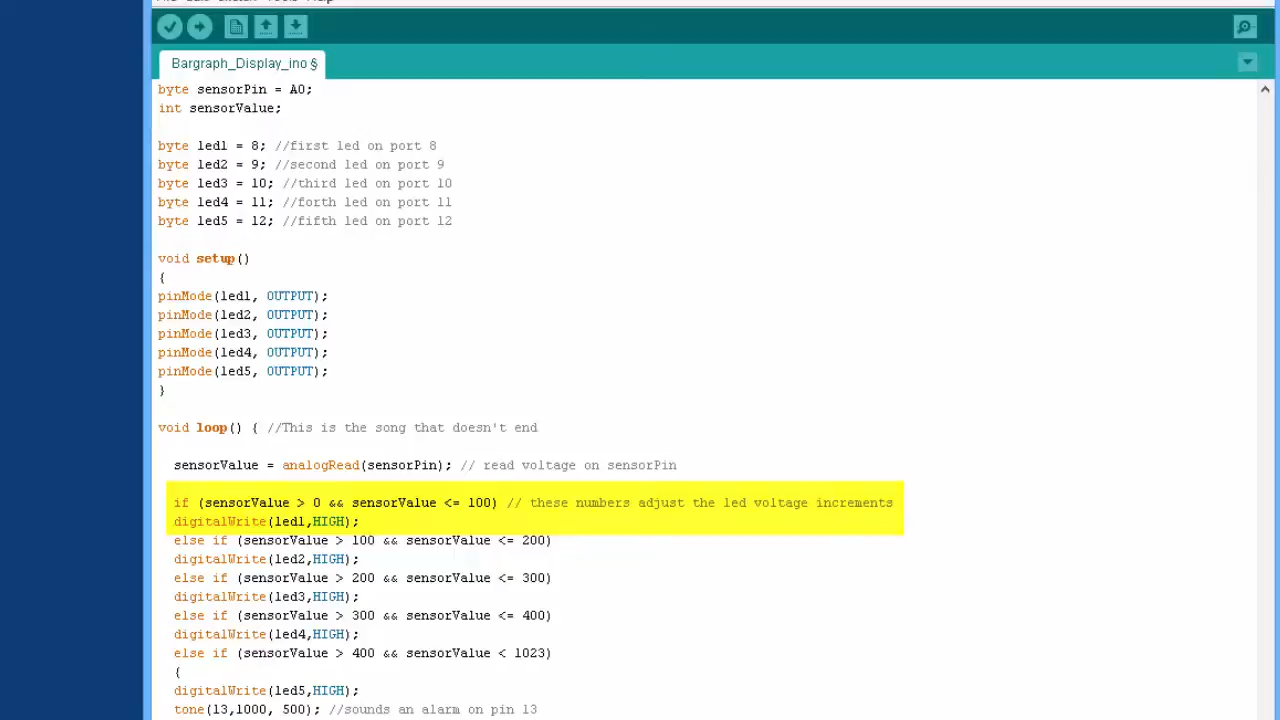 Bargraph_Display_ino §
byte sensorPin = A0;
int sensorValue;
byte led1 = 8; //first led on port 8
byte led2 = 9; //second led on port 9
byte led3 = 10; //third led on port 10
byte led4 = 11; //forth led on port 11
byte led5 = 12; //fifth led on port 12
void setup()
{
pinMode(led1, OUTPUT);
pinMode(led2, OUTPUT);
pinMode(led3, OUTPUT);
pinMode(led4, OUTPUT);
pinMode(led5, OUTPUT);
}
void loop() { //This is the song that doesn't end
sensorValue = analogRead(sensorPin); // read voltage on sensorPin
if (sensorValue > 0 && sensorValue <= 100) // these numbers adjust the led voltage increments
digitalWrite(led1,HIGH);
else if (sensorValue > 100 && sensorValue <= 200)
digitalWrite(led2,HIGH);
else if (sensorValue > 200 && sensorValue <= 300)
digitalWrite(led3,HIGH);
else if (sensorValue > 300 && sensorValue <= 400)
digitalWrite(led4,HIGH);
else if (sensorValue > 400 && sensorValue < 1023)
{
digitalWrite(led5,HIGH);
tone(13,1000, 500); //sounds an alarm on pin 13